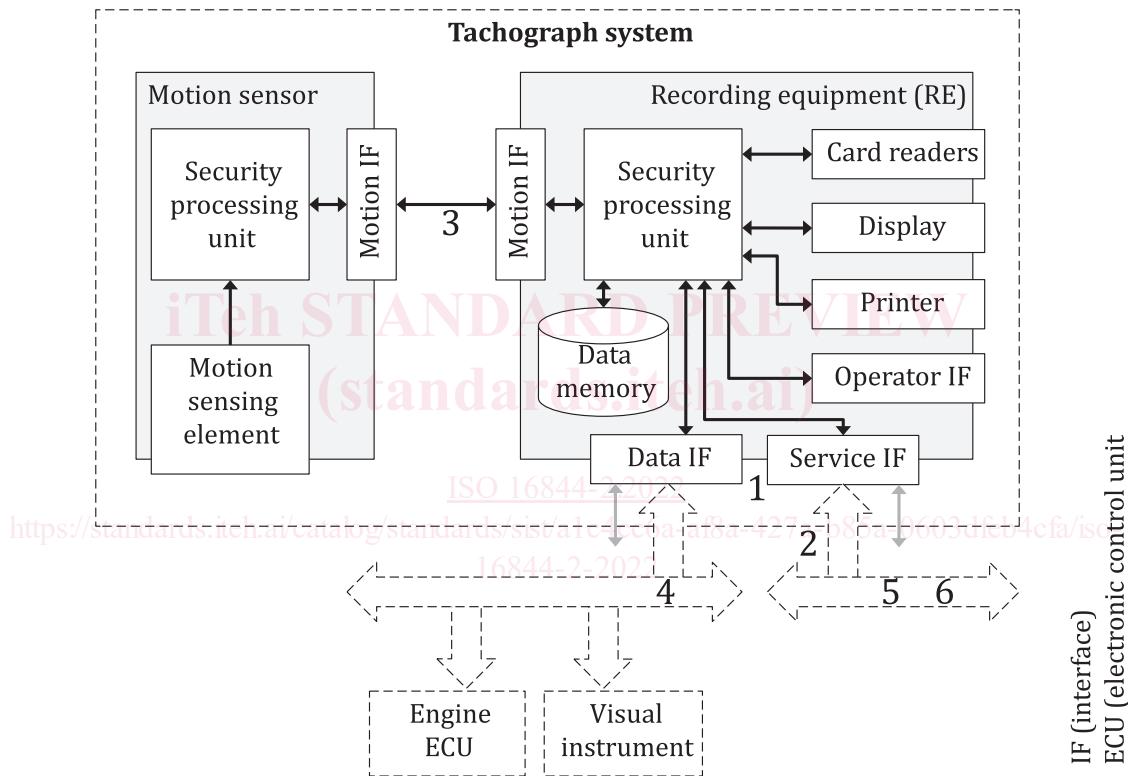 Tachograph system
Motion sensor
Recording equipment (RE)
Security
processing
unit
Motion IF
3
Motion IF
Security
processing
unit
Card readers
Display
Printer
Operator IF
Motion
sensing
element
Data
memory
Data IF
Service IF
1
2
4
5 6
Engine
ECU
Visual
instrument
IF (interface)
ECU (electronic control unit
iTeh STANDARD PREVIEW
(standards.iteh.ai)
ISO 16844-2:2022
16844-2-2022